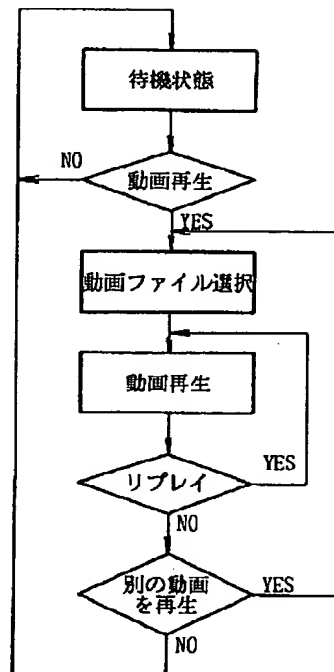 待機状態
NO
動画再生
YES
動画ファイル選択
動画再生
リプレイ
YES
NO
別の動画
を再生
YES
NO